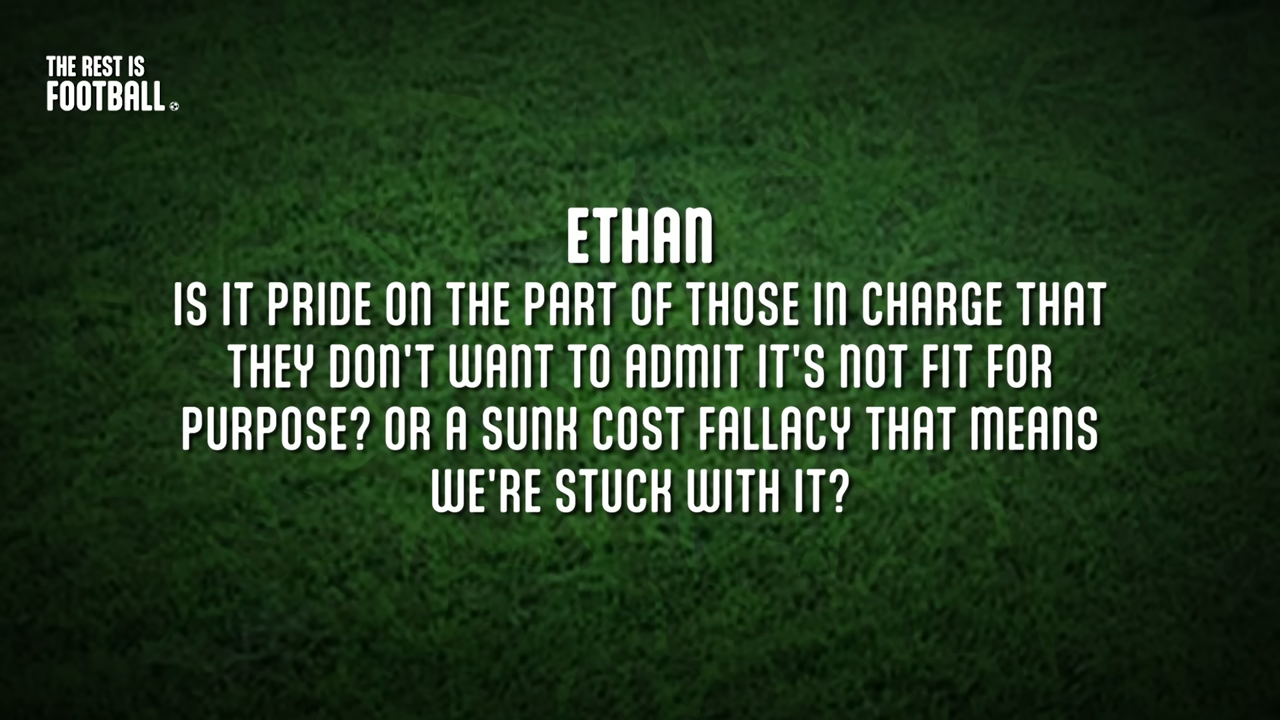 THE REST IS
FOOTBALL
ETHAN
IS IT PRIDE ON THE PART OF THOSE IN CHARGE THAT
THEY DON'T WANT TO ADMIT IT'S NOT FIT FOR
PURPOSE? OR A SUNK COST FALLACY THAT MEANS
WE'RE STUCK WITH IT?